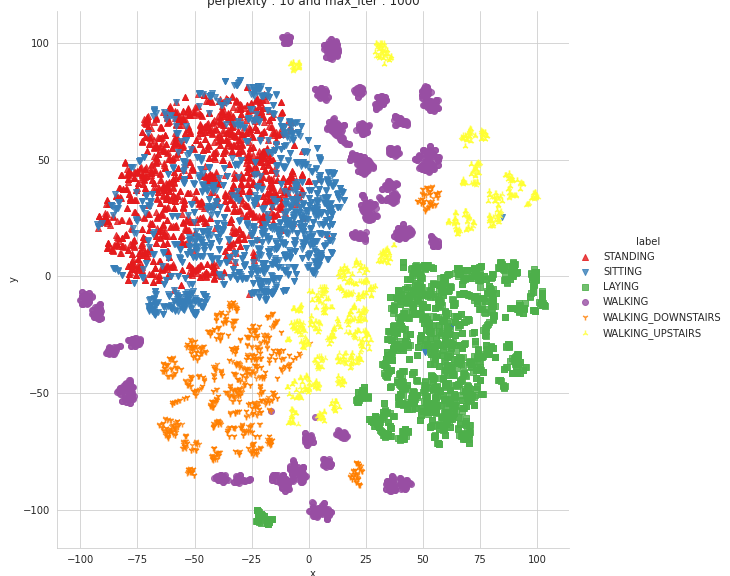 perplexity : 10 and max_iter : 1000
100
50
0
−50
−100
y
−100
−75
−50
−25
0
25
50
75
100
x
label
STANDING
SITTING
LAYING
WALKING
WALKING_DOWNSTAIRS
WALKING_UPSTAIRS